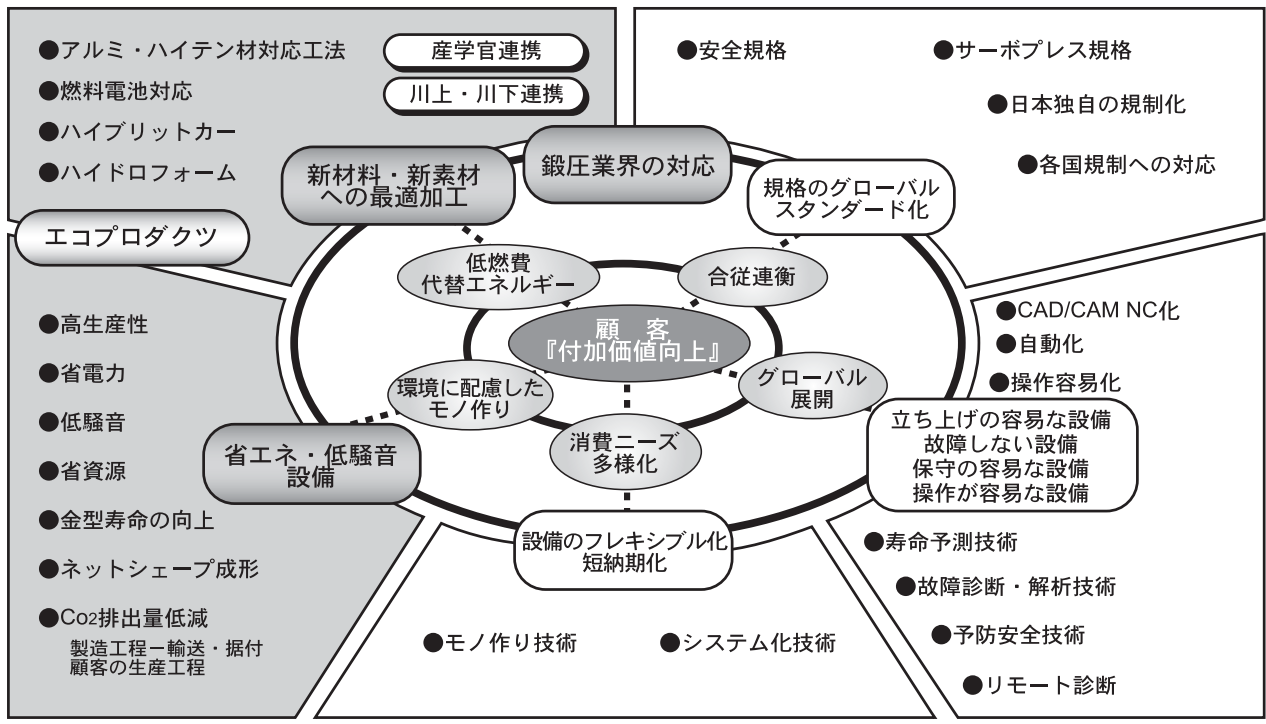 ●アルミ・ハイテン材対応工法
●燃料電池対応
●ハイブリットカー
●ハイドロフォーム
産学官連携
川上・川下連携
●安全規格
●サーボプレス規格
●日本独自の規制化
●各国規制への対応
鍛圧業界の対応
新材料・新素材
への最適加工
規格のグローバル
スタンダード化
エコプロダクツ
低燃費
代替エネルギー
合従連衡
顧　客
『付加価値向上』
環境に配慮した
モノ作り
グローバル
展開
消費ニーズ
多様化
省エネ・低騒音
設備
設備のフレキシブル化
短納期化
●高生産性
●省電力
●低騒音
●省資源
●金型寿命の向上
●ネットシェープ成形
●Co2排出量低減
製造工程ー輸送・据付
顧客の生産工程
●CAD/CAM NC化
●自動化
●操作容易化
立ち上げの容易な設備
故障しない設備
保守の容易な設備
操作が容易な設備
●寿命予測技術
●故障診断・解析技術
●予防安全技術
●リモート診断
●モノ作り技術
●システム化技術